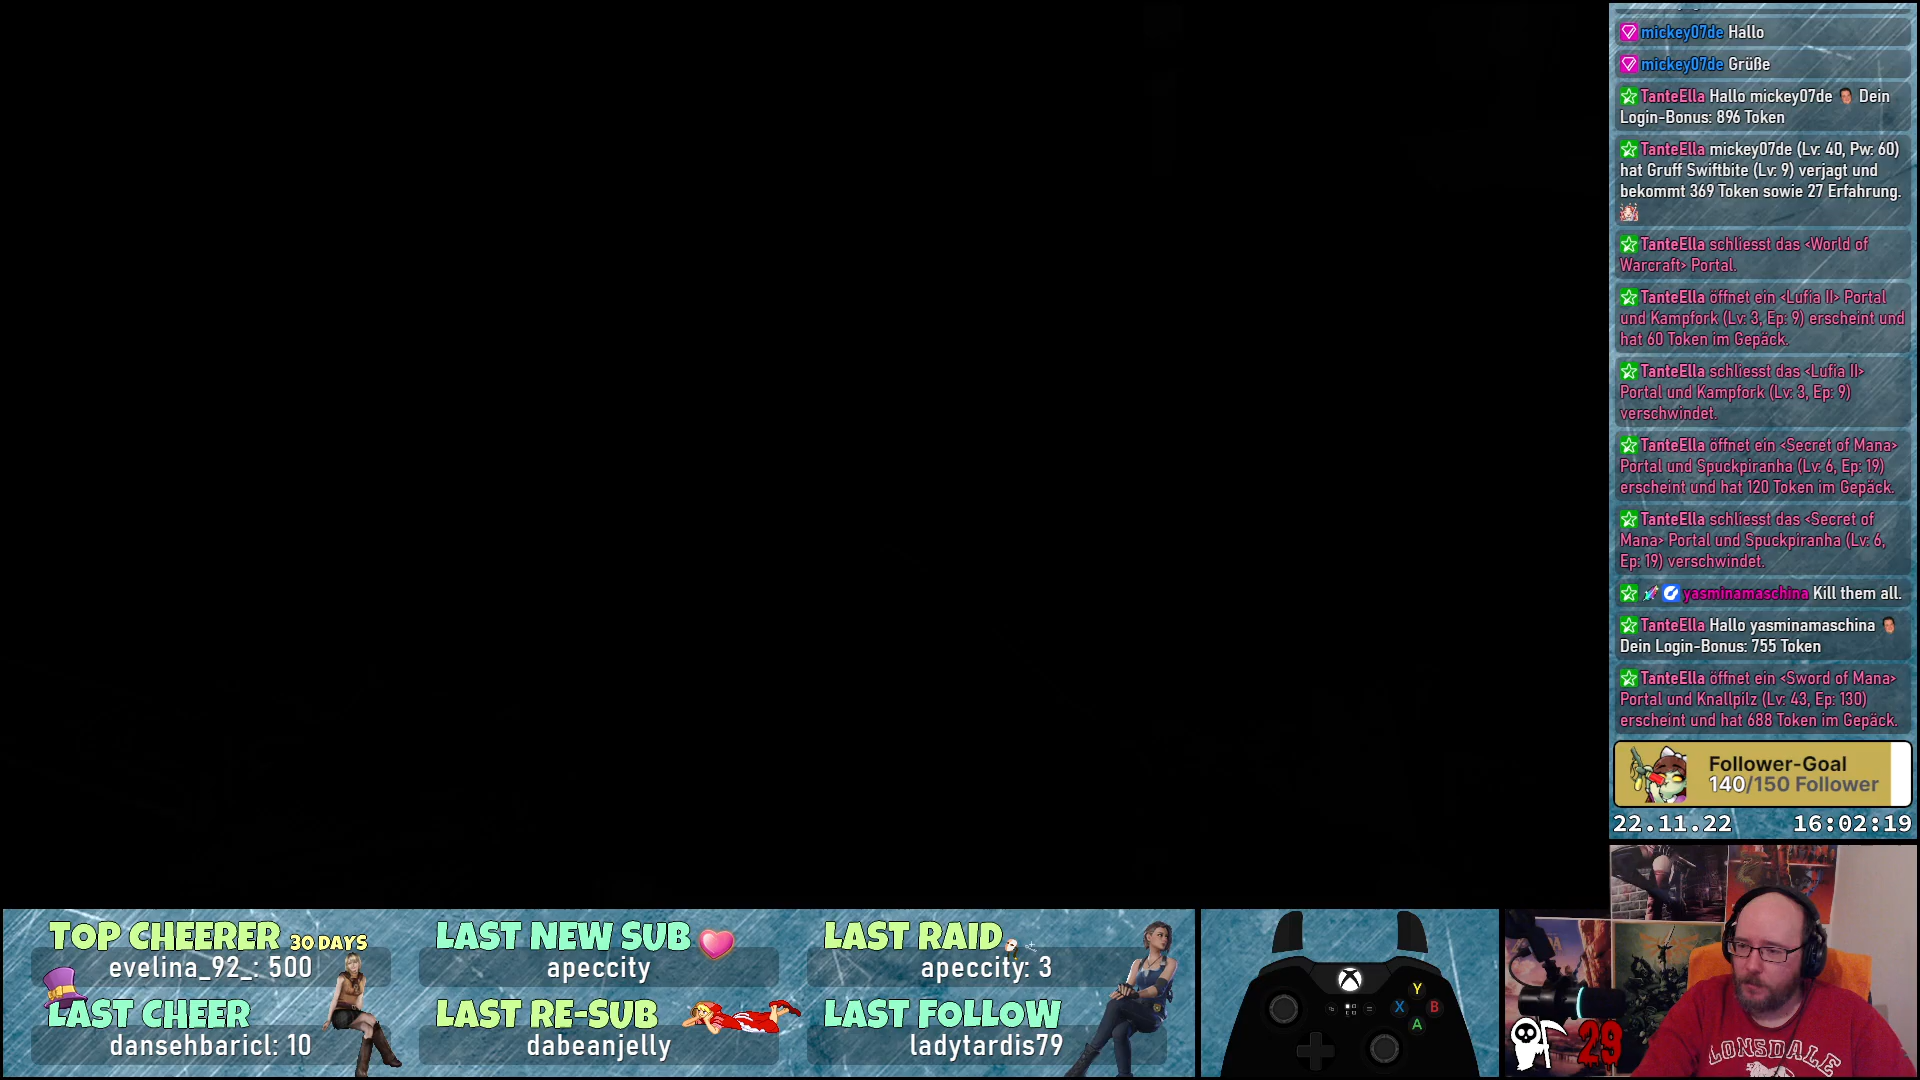 mickey07de Hallo
mickey07de Grüße
TanteElla Hallo mickey07de Dein
Login-Bonus: 896 Token
TanteElla mickey07de (Lv: 40, Pw: 60)
hat Gruff Swiftbite (Lv: 9) verjagt und
bekommt 369 Token sowie 27 Erfahrung.
TanteElla schliesst das <World of
Warcraft> Portal.
TanteElla öffnet ein <Lufia II> Portal
und Kampfork (Lv: 3, Ep: 9) erscheint und
hat 60 Token im Gepäck.
TanteElla schliesst das <Lufia II>
Portal und Kampfork (Lv: 3, Ep: 9)
verschwindet.
TanteElla öffnet ein <Secret of Mana>
Portal und Spuckpiranha (Lv: 6, Ep: 19)
erscheint und hat 120 Token im Gepäck.
TanteElla schliesst das <Secret of
Mana> Portal und Spuckpiranha (Lv: 6,
Ep: 19) verschwindet.
yasminamaschina Kill them all.
TanteElla Hallo yasminamaschina
Dein Login-Bonus: 755 Token
TanteElla öffnet ein <Sword of Mana>
Portal und Knallpilz (Lv: 43, Ep: 130)
erscheint und hat 688 Token im Gepäck.
Follower-Goal
140/150 Follower
22.11.22 16:02:19
TOP CHEERER 30 DAYS
evelina_92_: 500
LAST CHEER
dansehbaricl: 10
LAST NEW SUB
apeccity
LAST RE-SUB
dabeanjelly
LAST RAID
apeccity: 3
LAST FOLLOW
ladytardis79
Y
X
B
A
29
LONSDALE